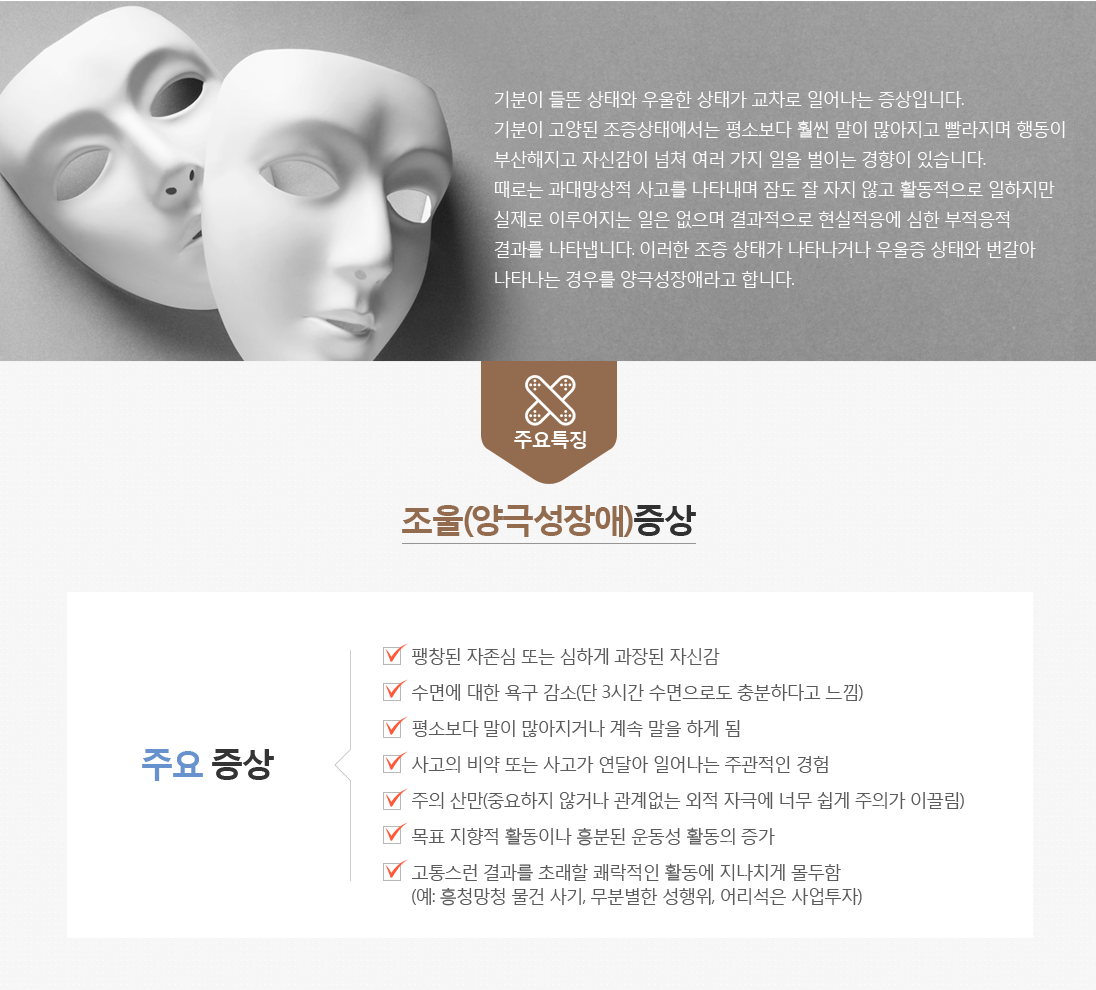 기분이 들뜬 상태와 우울한 상태가 교차로 일어나는 증상입니다.
기분이 고양된 조증상태에서는 평소보다 훨씬 말이 많아지고 빨라지며 행동이
부산해지고 자신감이 넘쳐 여러 가지 일을 벌이는 경향이 있습니다.
때로는 과대망상적 사고를 나타내며 잠도 잘 자지 않고 활동적으로 일하지만
실제로 이루어지는 일은 없으며 결과적으로 현실적응에 심한 부적응적
결과를 나타냅니다. 이러한 조증 상태가 나타나거나 우울증 상태와 번갈아
나타나는 경우를 양극성장애라고 합니다.
주요특징
조울(양극성장애)증상
주요 증상
팽창된 자존심 또는 심하게 과장된 자신감
수면에 대한 욕구 감소(단 3시간 수면으로도 충분하다고 느낌)
평소보다 말이 많아지거나 계속 말을 하게 됨
사고의 비약 또는 사고가 연달아 일어나는 주관적인 경험
주의 산만(중요하지 않거나 관계없는 외적 자극에 너무 쉽게 주의가 이끌림)
목표 지향적 활동이나 흥분된 운동성 활동의 증가
고통스런 결과를 초래할 쾌락적인 활동에 지나치게 몰두함
(예: 흥청망청 물건 사기, 무분별한 성행위, 어리석은 사업투자)